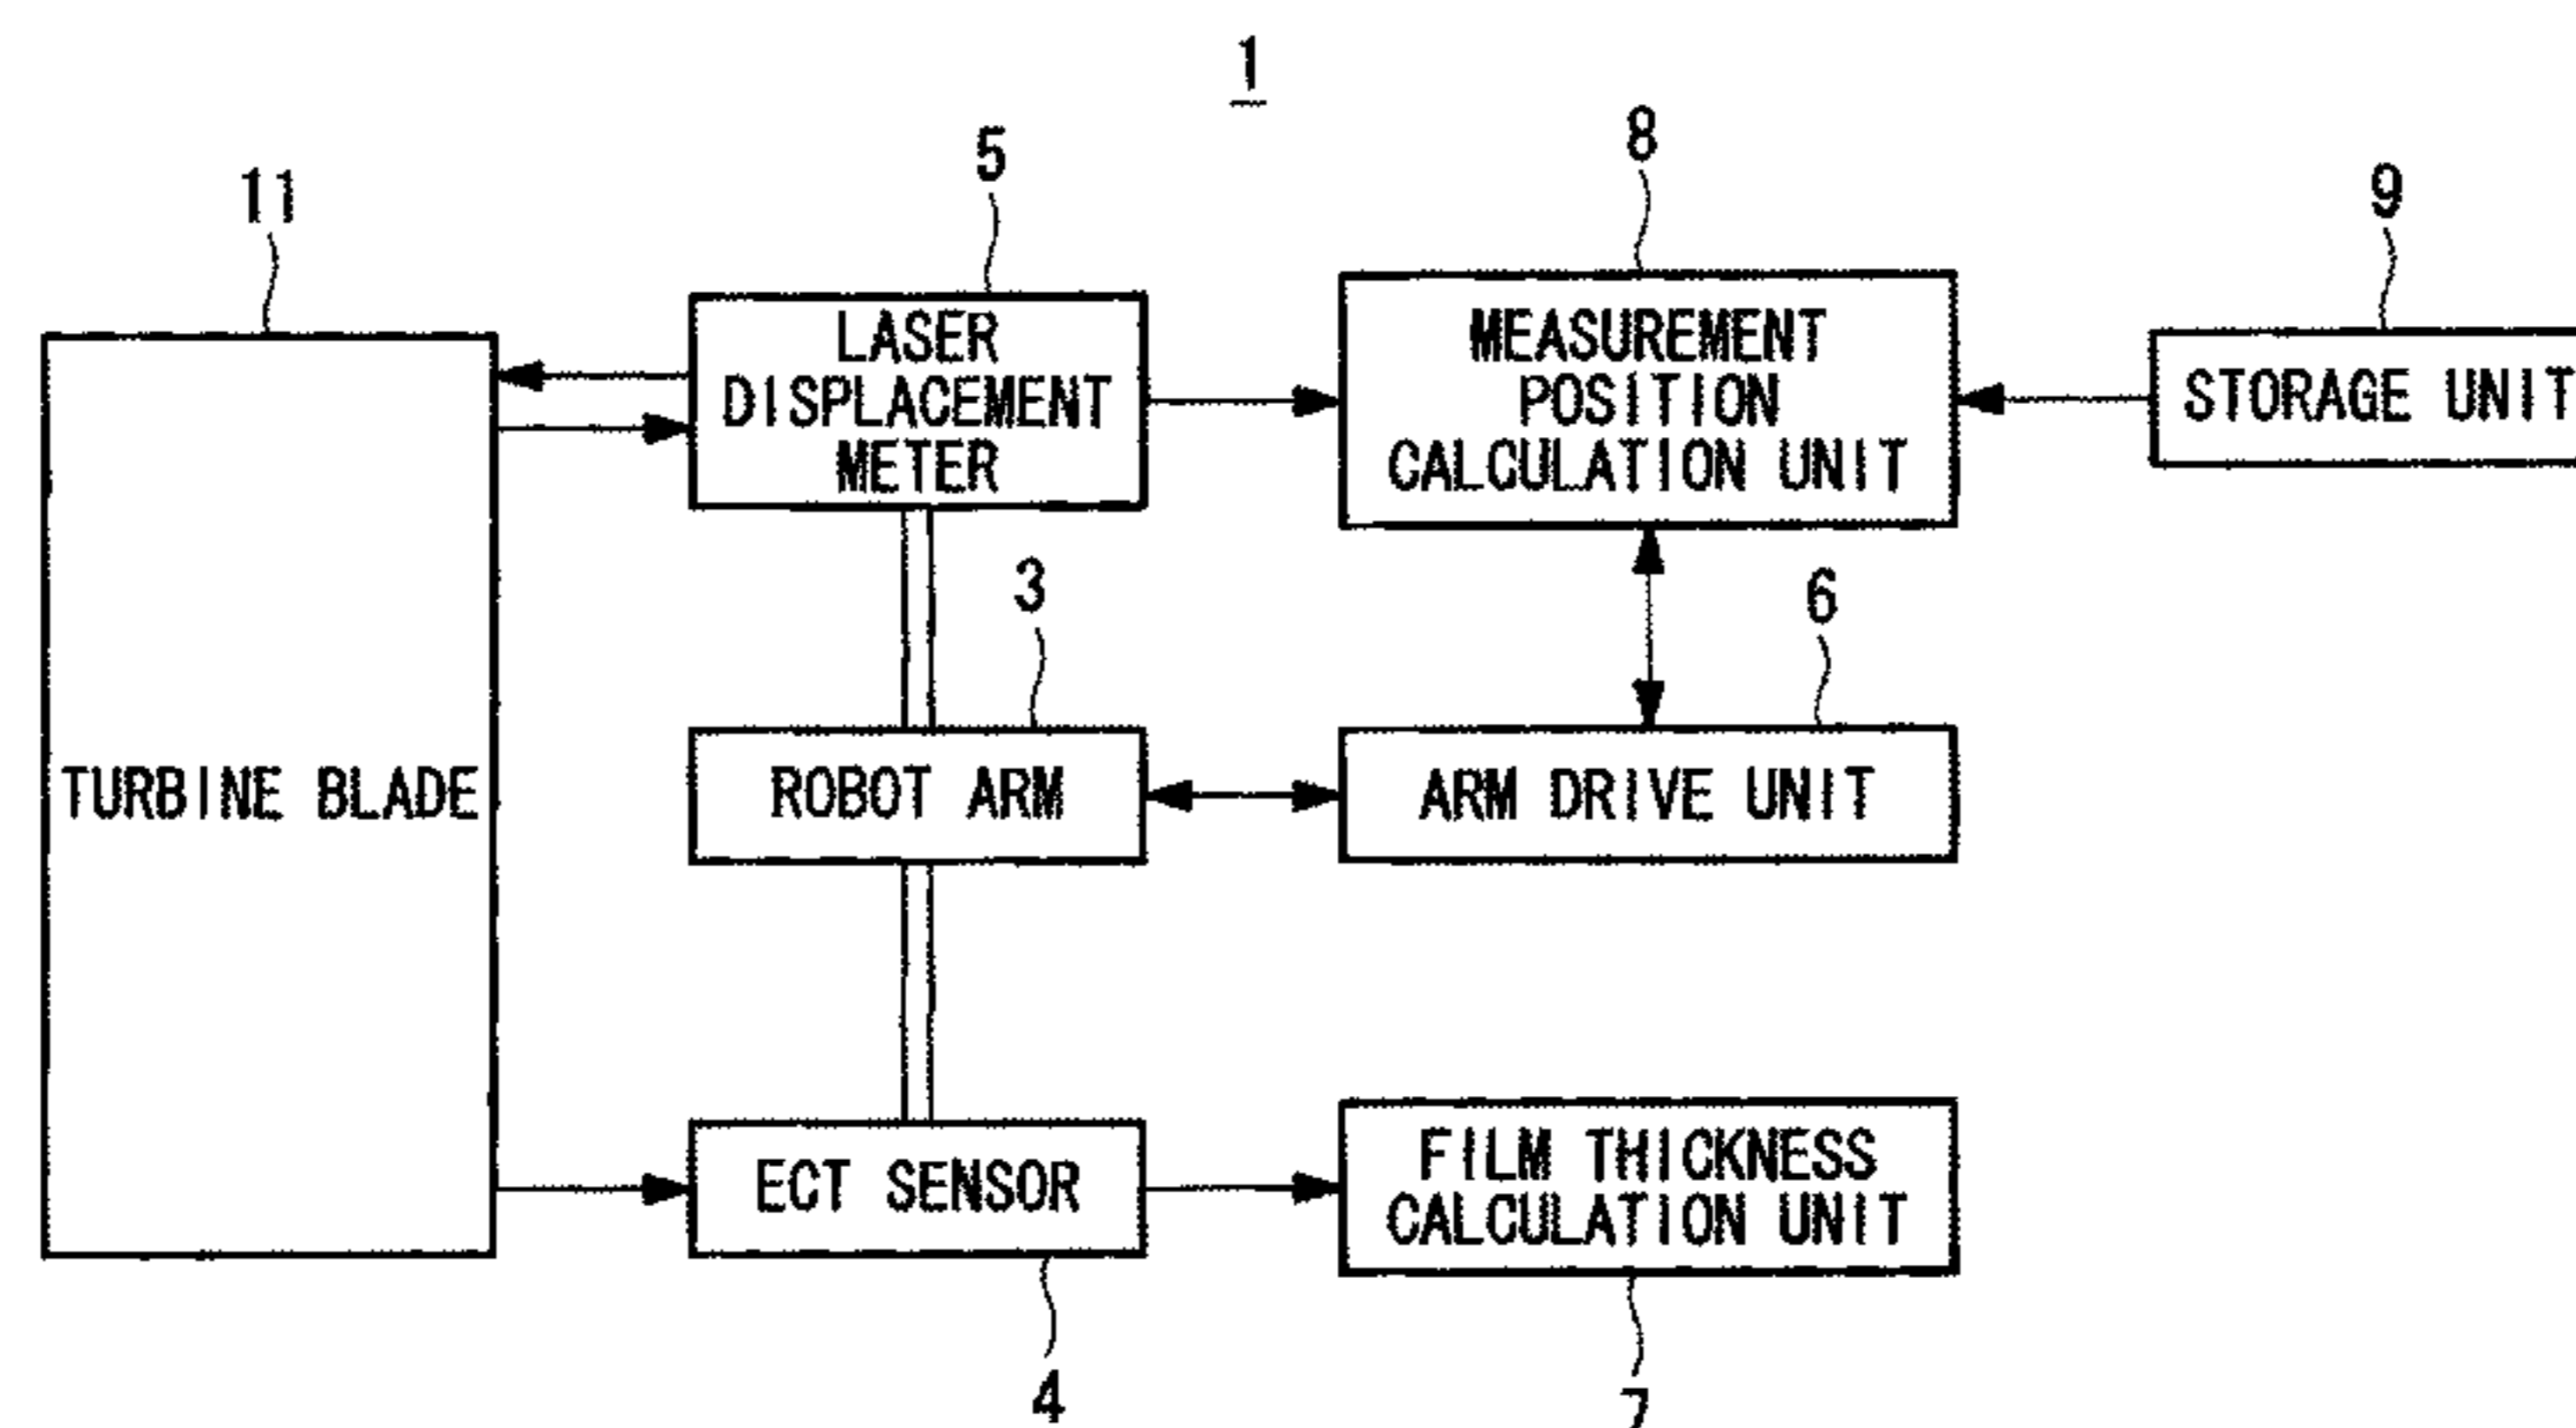 1
5
8
9
11
LASER
DISPLACEMENT
METER
MEASUREMENT
POSITION
CALCULATION UNIT
STORAGE UNIT
3
6
TURBINE BLADE
ROBOT ARM
ARM DRIVE UNIT
ECT SENSOR
FILM THICKNESS
CALCULATION UNIT
4
7